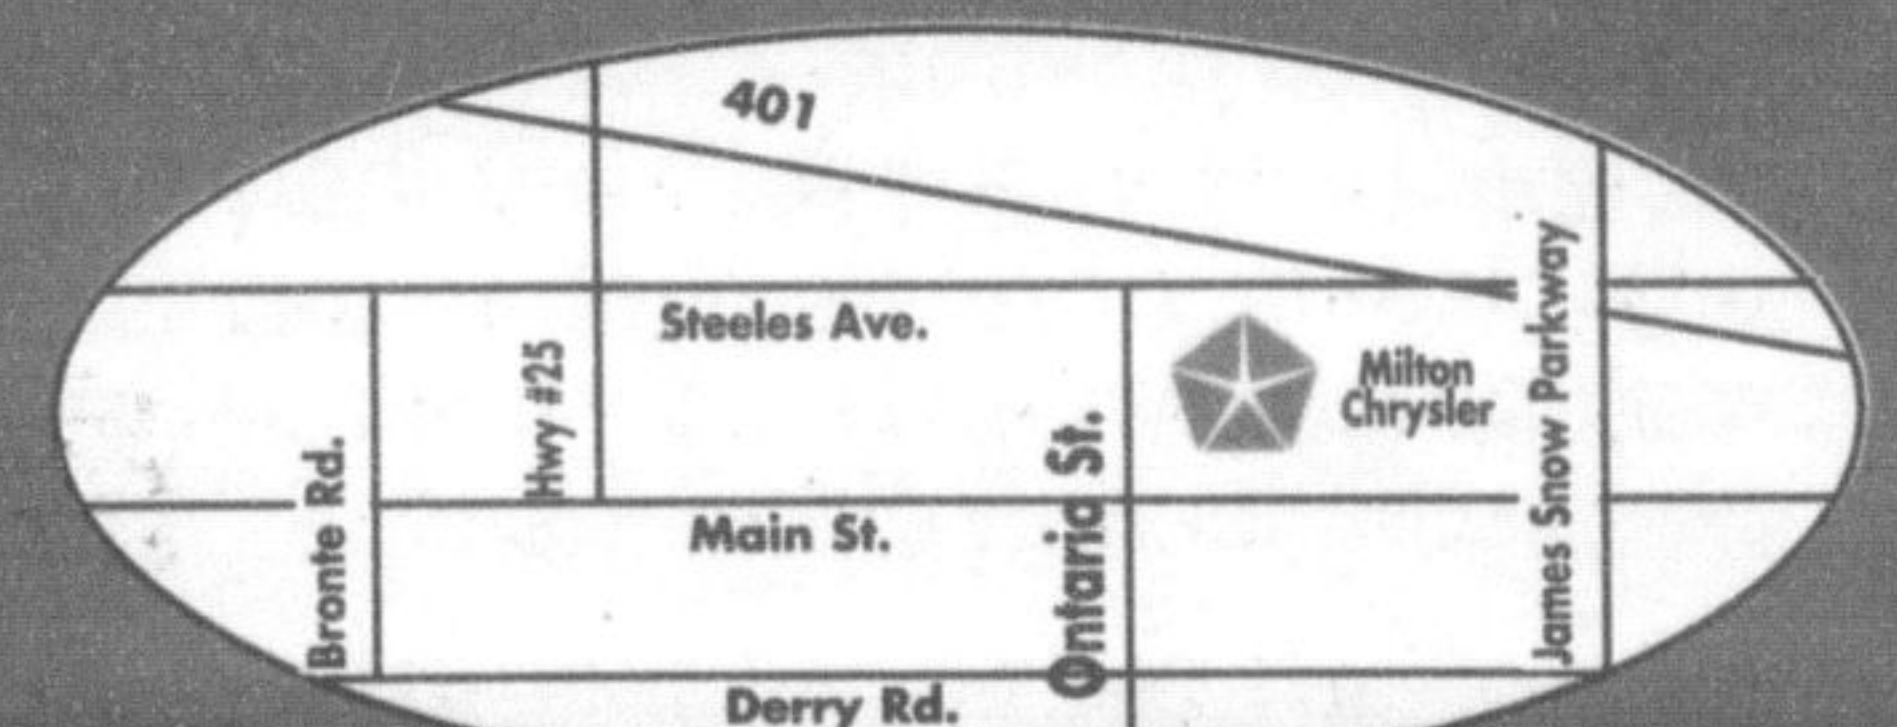 401
Steeles Ave.
Hwy #25
Milton
Chrysler
James Snow Parkway
Bronte Rd.
Ontario St.
Main St.
Derry Rd.